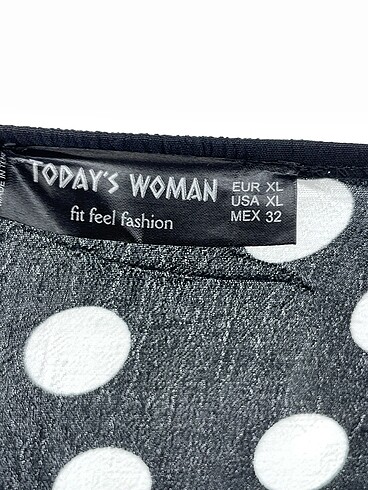 TODAY'S WOMAN
fit feel fashion
EUR XL
USA XL
MEX 32